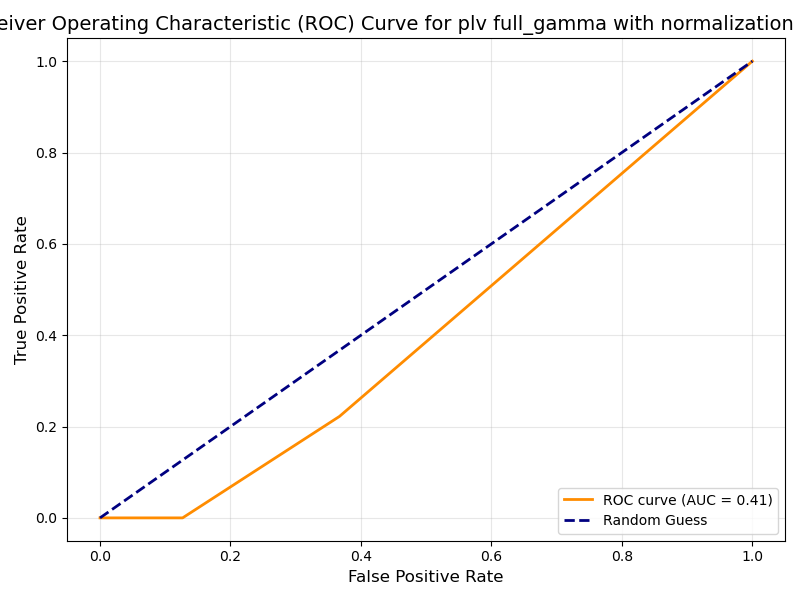 eiver Operating Characteristic (ROC) Curve for plv full_gamma with normalization
1.0
0.8
0.6
0.4
0.2
0.0
True Positive Rate
ROC curve (AUC = 0.41)
Random Guess
0.0 0.2 0.4 0.6 0.8 1.0
False Positive Rate